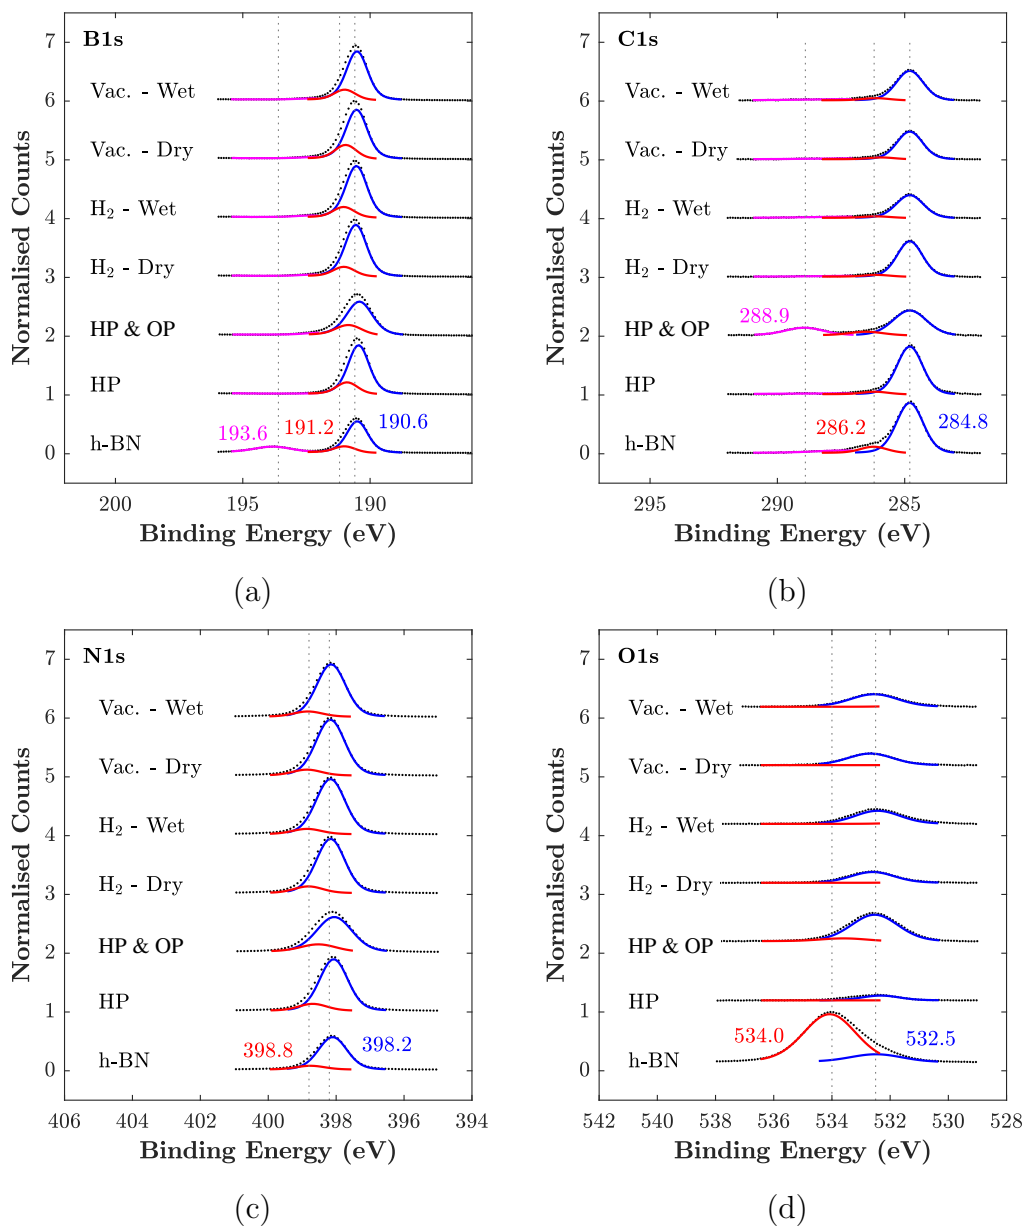 B1s
7
Vac. - Wet
6
Vac. - Dry
5
H₂ - Wet
4
H₂ - Dry
3
HP & OP
2
HP
1
193.6 191.2 190.6
h-BN
0
Normalised Counts
200 195 190
Binding Energy (eV)
(a)
C1s
7
Vac. - Wet
6
Vac. - Dry
5
H₂ - Wet
4
H₂ - Dry
3
288.9
HP & OP
2
HP
1
286.2 284.8
h-BN
0
Normalised Counts
295 290 285
Binding Energy (eV)
(b)
N1s
7
Vac. - Wet
6
Vac. - Dry
5
H₂ - Wet
4
H₂ - Dry
3
HP & OP
2
HP
1
398.8 398.2
h-BN
0
Normalised Counts
406 404 402 400 398 396 394
Binding Energy (eV)
(c)
O1s
7
Vac. - Wet
6
Vac. - Dry
5
H₂ - Wet
4
H₂ - Dry
3
HP & OP
2
HP
1
534.0 532.5
h-BN
0
Normalised Counts
542 540 538 536 534 532 530 528
Binding Energy (eV)
(d)